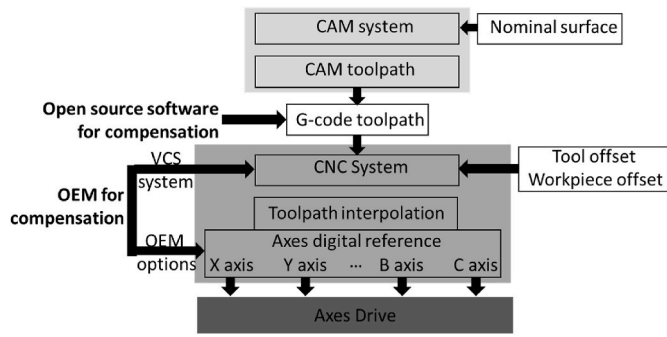 CAM system
Nominal surface
CAM toolpath
Open source software
for compensation
G-code toolpath
VCS
system
CNC System
Tool offset
Workpiece offset
OEM for
compensation
Toolpath interpolation
OEM
options
Axes digital reference
X axis Y axis ... B axis C axis
Axes Drive